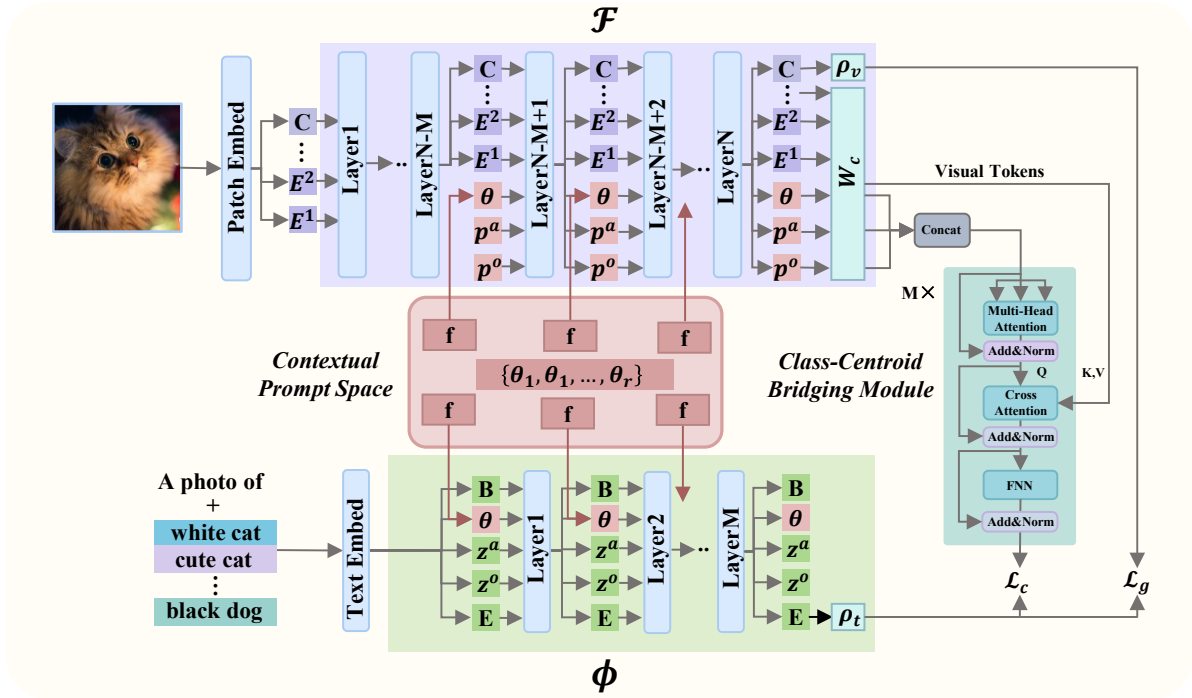 𝓕
Patch Embed
C
⋮
E²
E¹
Layer1
··
LayerN-M
C
⋮
E²
E¹
θ
pᵃ
pᵒ
LayerN-M+1
C
⋮
E²
E¹
θ
pᵃ
pᵒ
LayerN-M+2
··
LayerN
C
⋮
E²
E¹
θ
pᵃ
pᵒ
ρᵥ
W_c
Visual Tokens
Concat
M×
Multi-Head
Attention
Add&Norm
Q
K,V
Cross
Attention
Add&Norm
FNN
Add&Norm
Class-Centroid
Bridging Module
Contextual
Prompt Space
f
f
f
{θ₁, θ₁, …, θᵣ}
f
f
f
A photo of
+
white cat
cute cat
⋮
black dog
Text Embed
B
θ
zᵃ
zᵒ
E
Layer1
B
θ
zᵃ
zᵒ
E
Layer2
··
LayerM
B
θ
zᵃ
zᵒ
E
ρₜ
ℒ_c
ℒ_g
ϕ